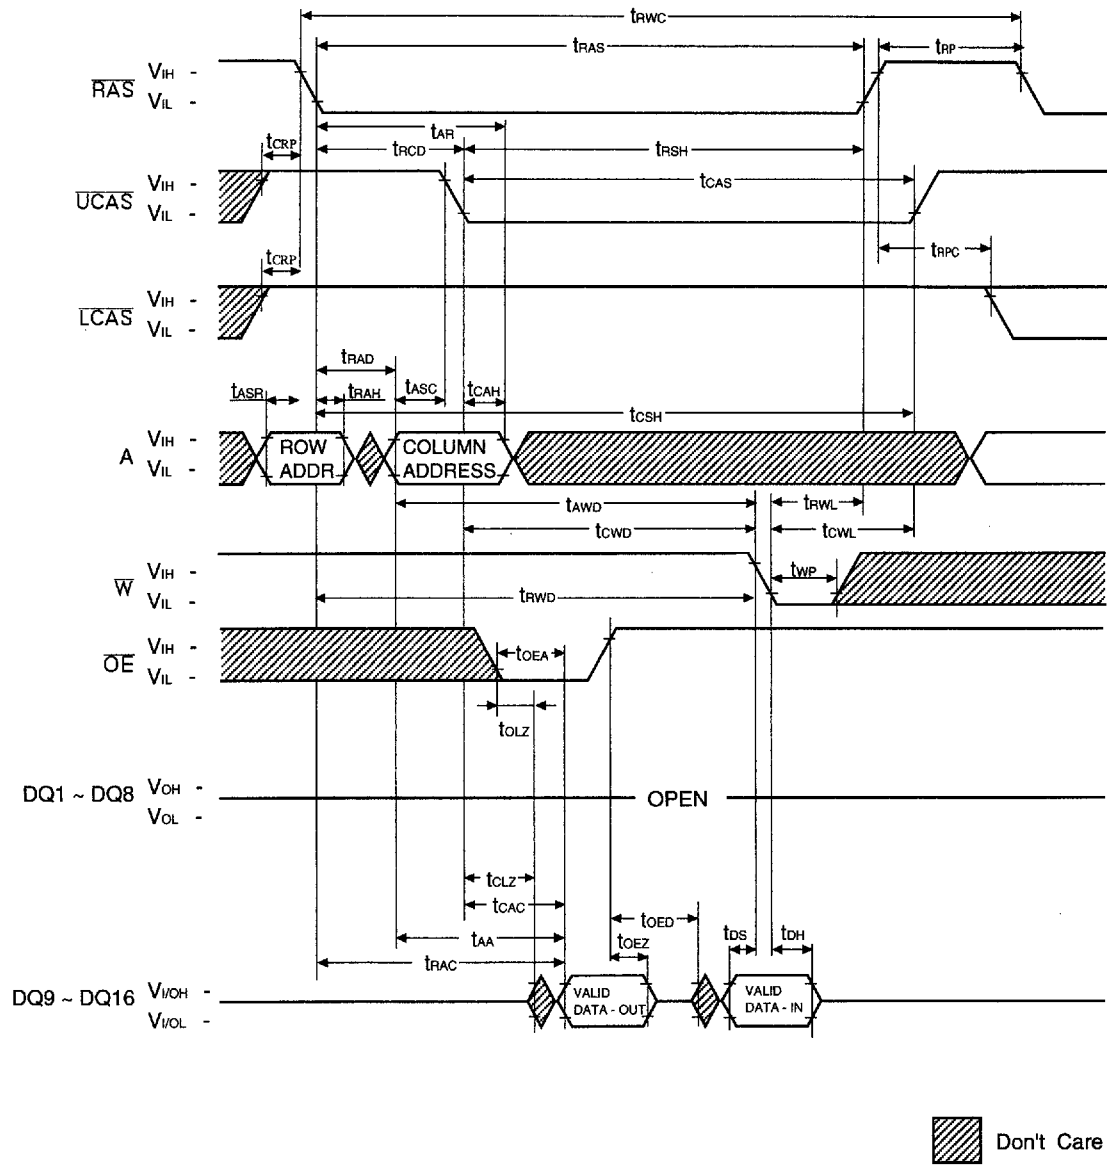 tRWC
tRAS
tRP
RAS
VIH -
VIL -
tAR
tCRP
tRCD
tRSH
UCAS
VIH -
VIL -
tCAS
tCRP
tRPC
LCAS
VIH -
VIL -
tRAD
tASR
tRAH
tASC
tCAH
tCSH
A
VIH -
VIL -
ROW
ADDR
COLUMN
ADDRESS
tAWD
tRWL
tCWD
tCWL
W
VIH -
VIL -
tWP
tRWD
OE
VIH -
VIL -
tOEA
tOLZ
DQ1 ~ DQ8
VOH -
VOL -
OPEN
tCLZ
tCAC
tOED
tAA
tOEZ
tDS
tDH
tRAC
DQ9 ~ DQ16
VI/OH -
VI/OL -
VALID
DATA - OUT
VALID
DATA - IN
Don't Care